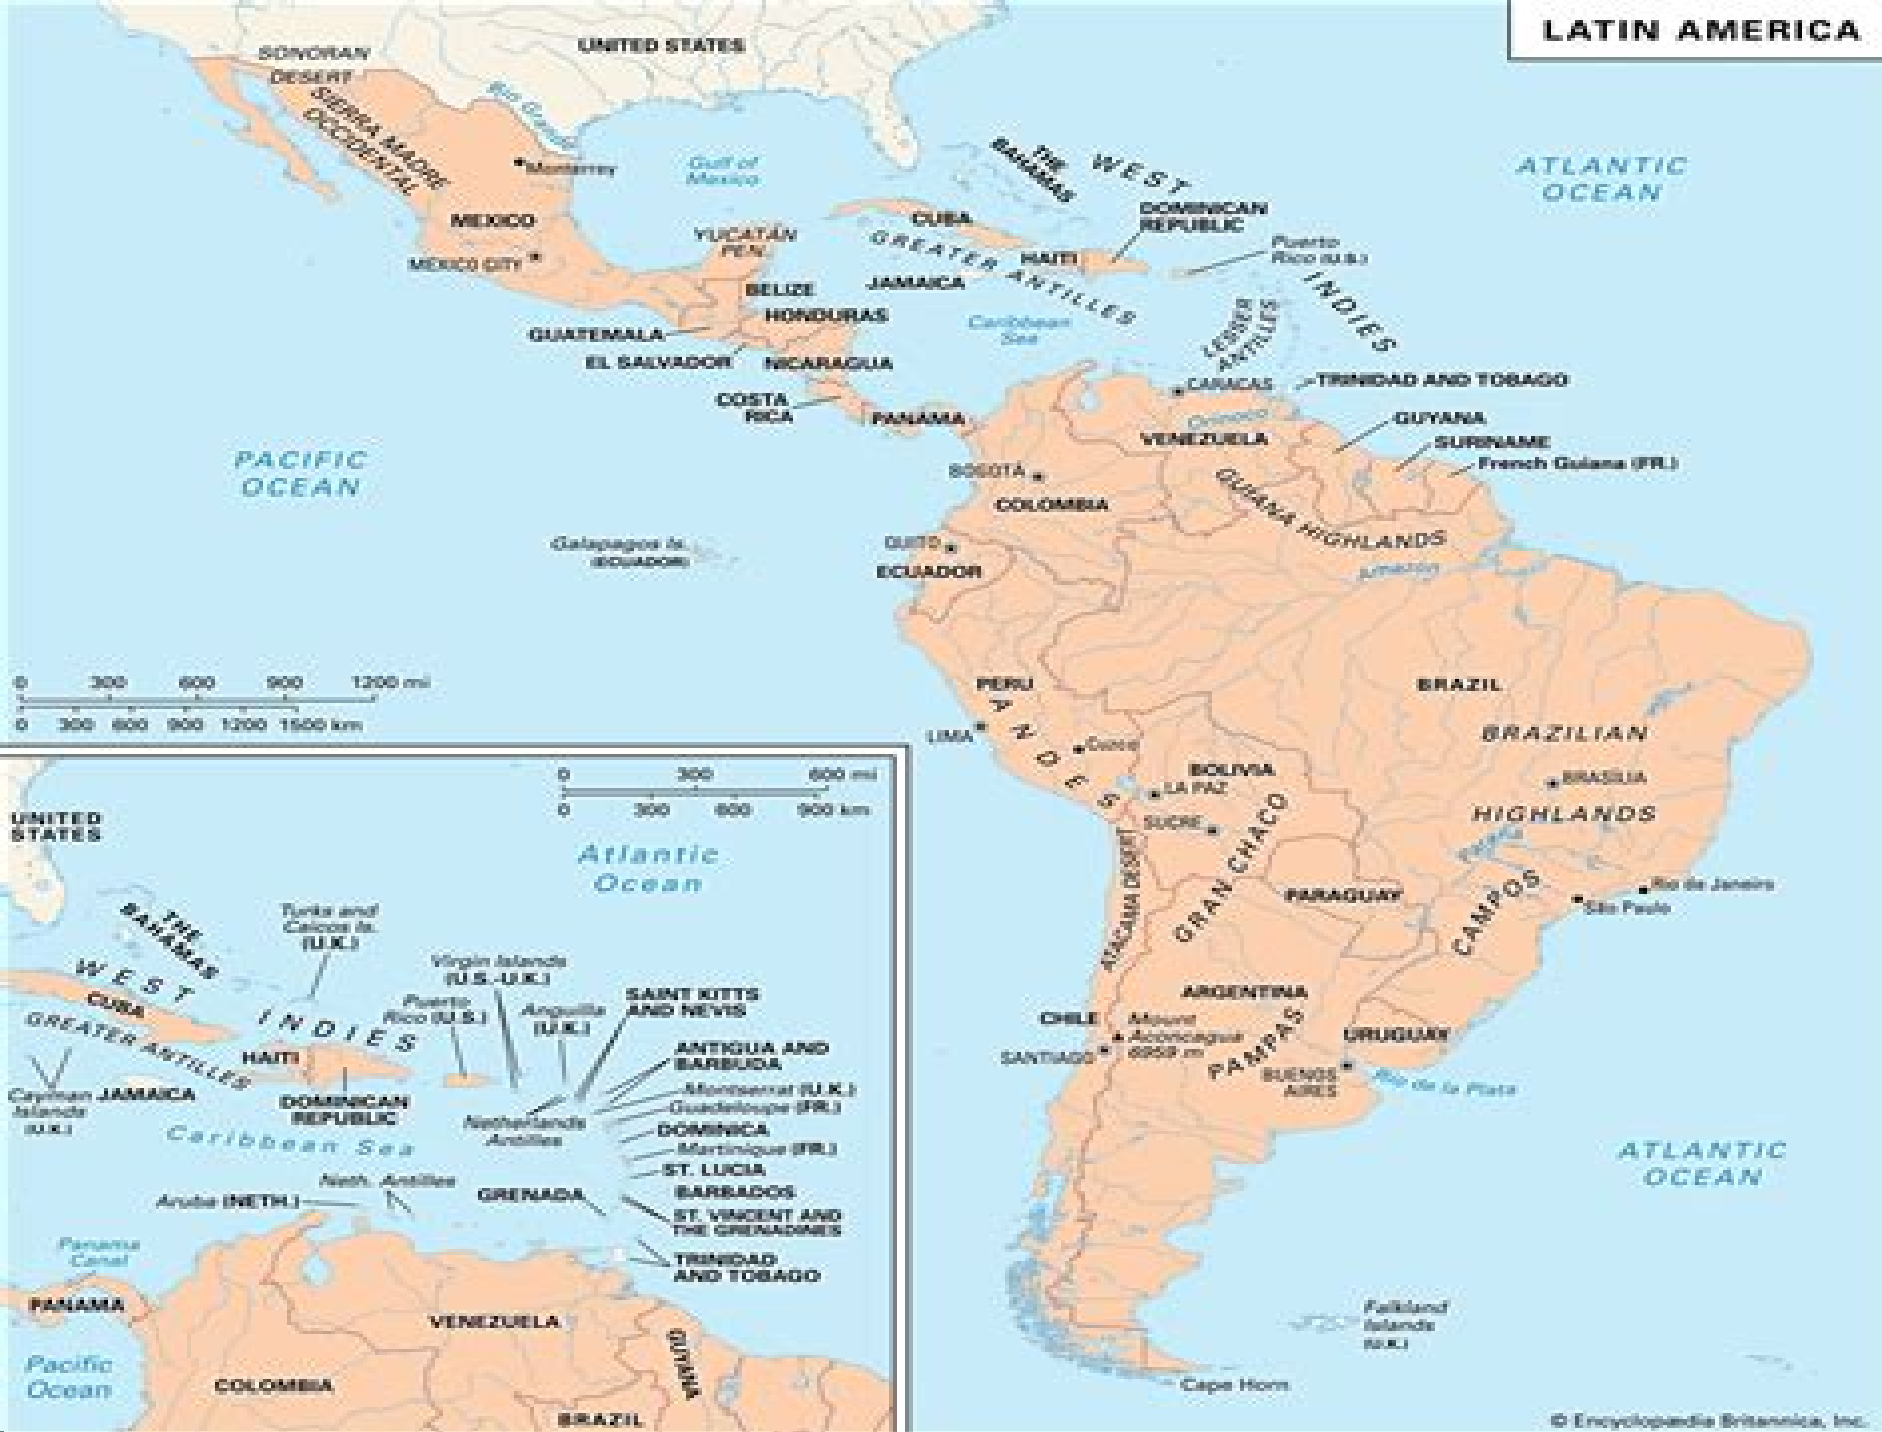 LATIN AMERICA
UNITED STATES
SONORAN
DESERT
SIERRA MADRE
OCCIDENTAL
Rio Grande
Monterrey
Gulf of
Mexico
THE
BAHAMAS
WEST
INDIES
ATLANTIC
OCEAN
MEXICO
MEXICO CITY
YUCATÁN
PEN.
CUBA
GREATER ANTILLES
HAITI
DOMINICAN
REPUBLIC
Puerto
Rico (U.S.)
JAMAICA
BELIZE
HONDURAS
GUATEMALA
EL SALVADOR
NICARAGUA
Caribbean
Sea
LESSER
ANTILLES
COSTA
RICA
PANAMA
CARACAS
TRINIDAD AND TOBAGO
Orinoco
VENEZUELA
GUYANA
SURINAME
French Guiana (FR.)
PACIFIC
OCEAN
BOGOTÁ
COLOMBIA
GUIANA HIGHLANDS
Galapagos Is.
(ECUADOR)
QUITO
ECUADOR
Amazon
PERU
ANDES
LIMA
Cuzco
BRAZIL
BRAZILIAN
HIGHLANDS
BRASÍLIA
BOLIVIA
LA PAZ
SUCRE
GRAN CHACO
ATACAMA DESERT
Paraná
PARAGUAY
CAMPOS
Rio de Janeiro
São Paulo
ARGENTINA
CHILE
Mount
Aconcagua
6959 m
SANTIAGO
PAMPAS
URUGUAY
BUENOS
AIRES
Río de la Plata
ATLANTIC
OCEAN
Falkland
Islands
(U.K.)
Cape Horn
0 300 600 900 1200 mi
0 300 600 900 1200 1500 km
0 300 600 mi
0 300 600 900 km
UNITED
STATES
Atlantic
Ocean
THE
BAHAMAS
Turks and
Caicos Is.
(U.K.)
WEST
INDIES
CUBA
GREATER ANTILLES
Virgin Islands
(U.S.-U.K.)
Puerto
Rico (U.S.)
Anguilla
(U.K.)
SAINT KITTS
AND NEVIS
HAITI
ANTIGUA AND
BARBUDA
Cayman
Islands
(U.K.)
JAMAICA
DOMINICAN
REPUBLIC
Montserrat (U.K.)
Guadeloupe (FR.)
Netherlands
Antilles
DOMINICA
Caribbean Sea
Martinique (FR.)
ST. LUCIA
Neth. Antilles
Aruba (NETH.)
GRENADA
BARBADOS
ST. VINCENT AND
THE GRENADINES
Panama
Canal
TRINIDAD
AND TOBAGO
PANAMA
VENEZUELA
GUYANA
Pacific
Ocean
COLOMBIA
BRAZIL
© Encyclopædia Britannica, Inc.